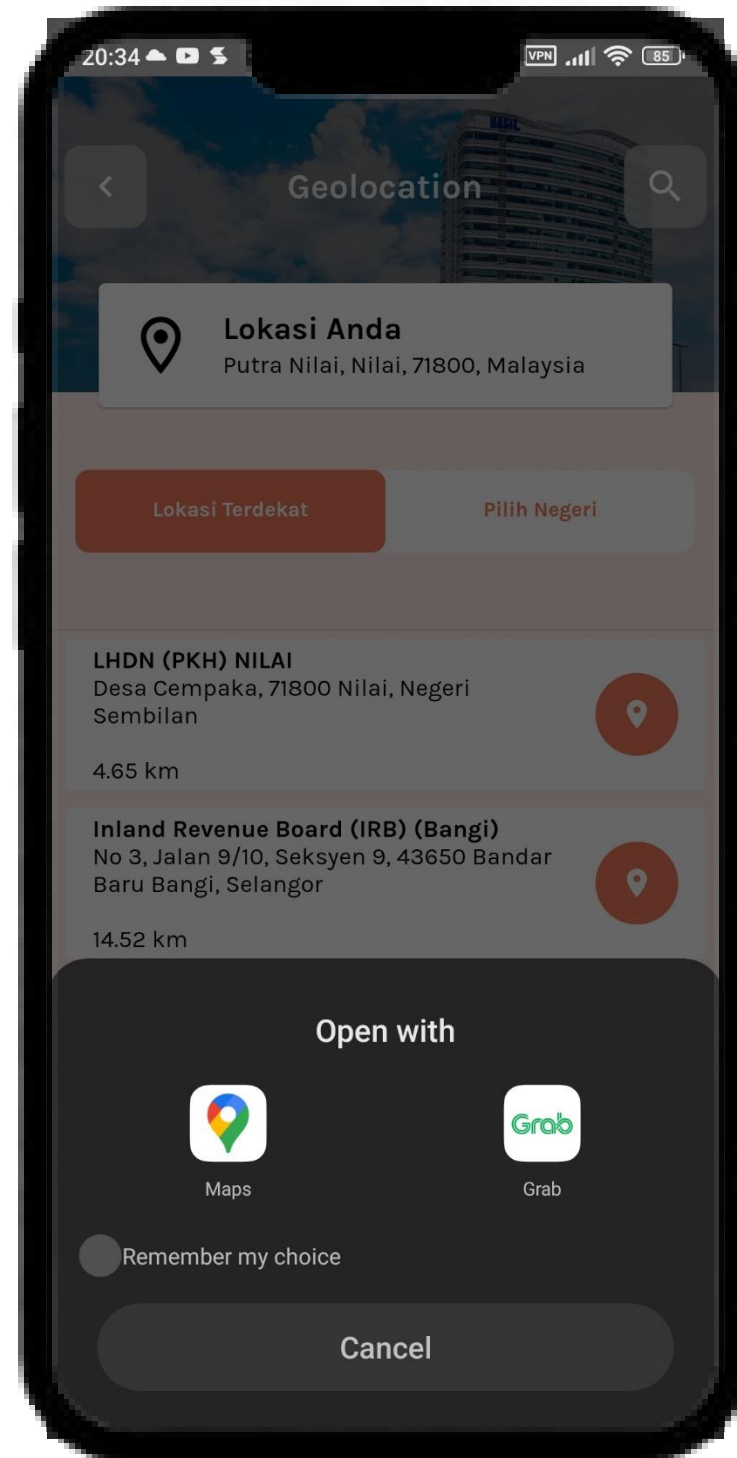 20:34
VPN
85
HASiL
Geolocation
Lokasi Anda
Putra Nilai, Nilai, 71800, Malaysia
Lokasi Terdekat
Pilih Negeri
LHDN (PKH) NILAI
Desa Cempaka, 71800 Nilai, Negeri
Sembilan
4.65 km
Inland Revenue Board (IRB) (Bangi)
No 3, Jalan 9/10, Seksyen 9, 43650 Bandar
Baru Bangi, Selangor
14.52 km
Open with
Grab
Maps
Grab
Remember my choice
Cancel